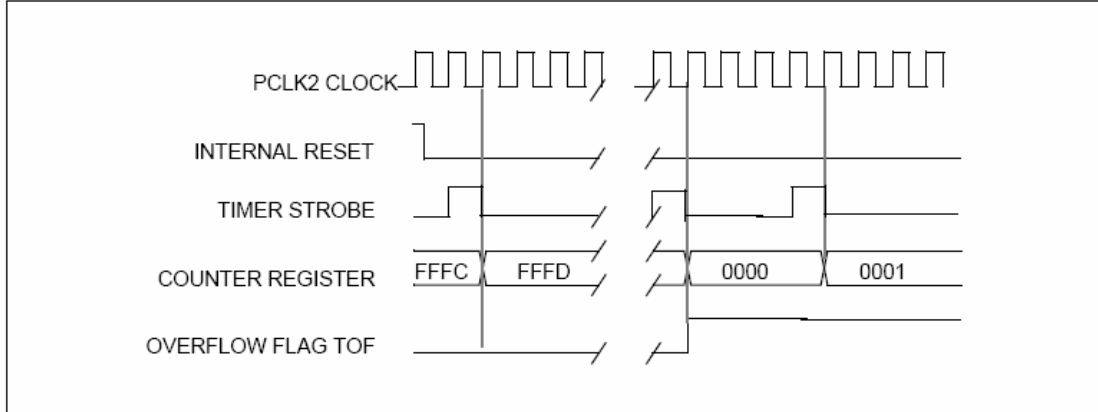 PCLK2 CLOCK
INTERNAL RESET
TIMER STROBE
COUNTER REGISTER FFFC FFFD 0000 0001
OVERFLOW FLAG TOF